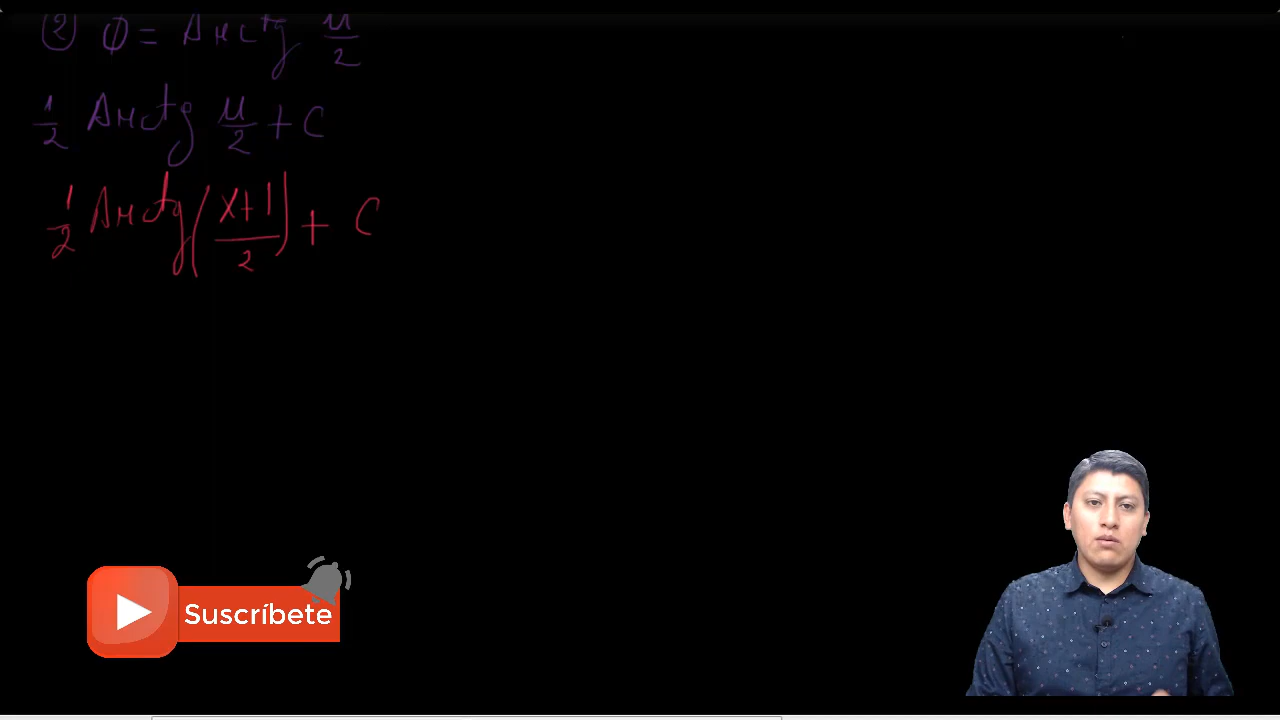 ② Ø = Arctg u/2
1/2 Arctg u/2 + C
1/2 Arctg (x+1/2) + C
Suscríbete